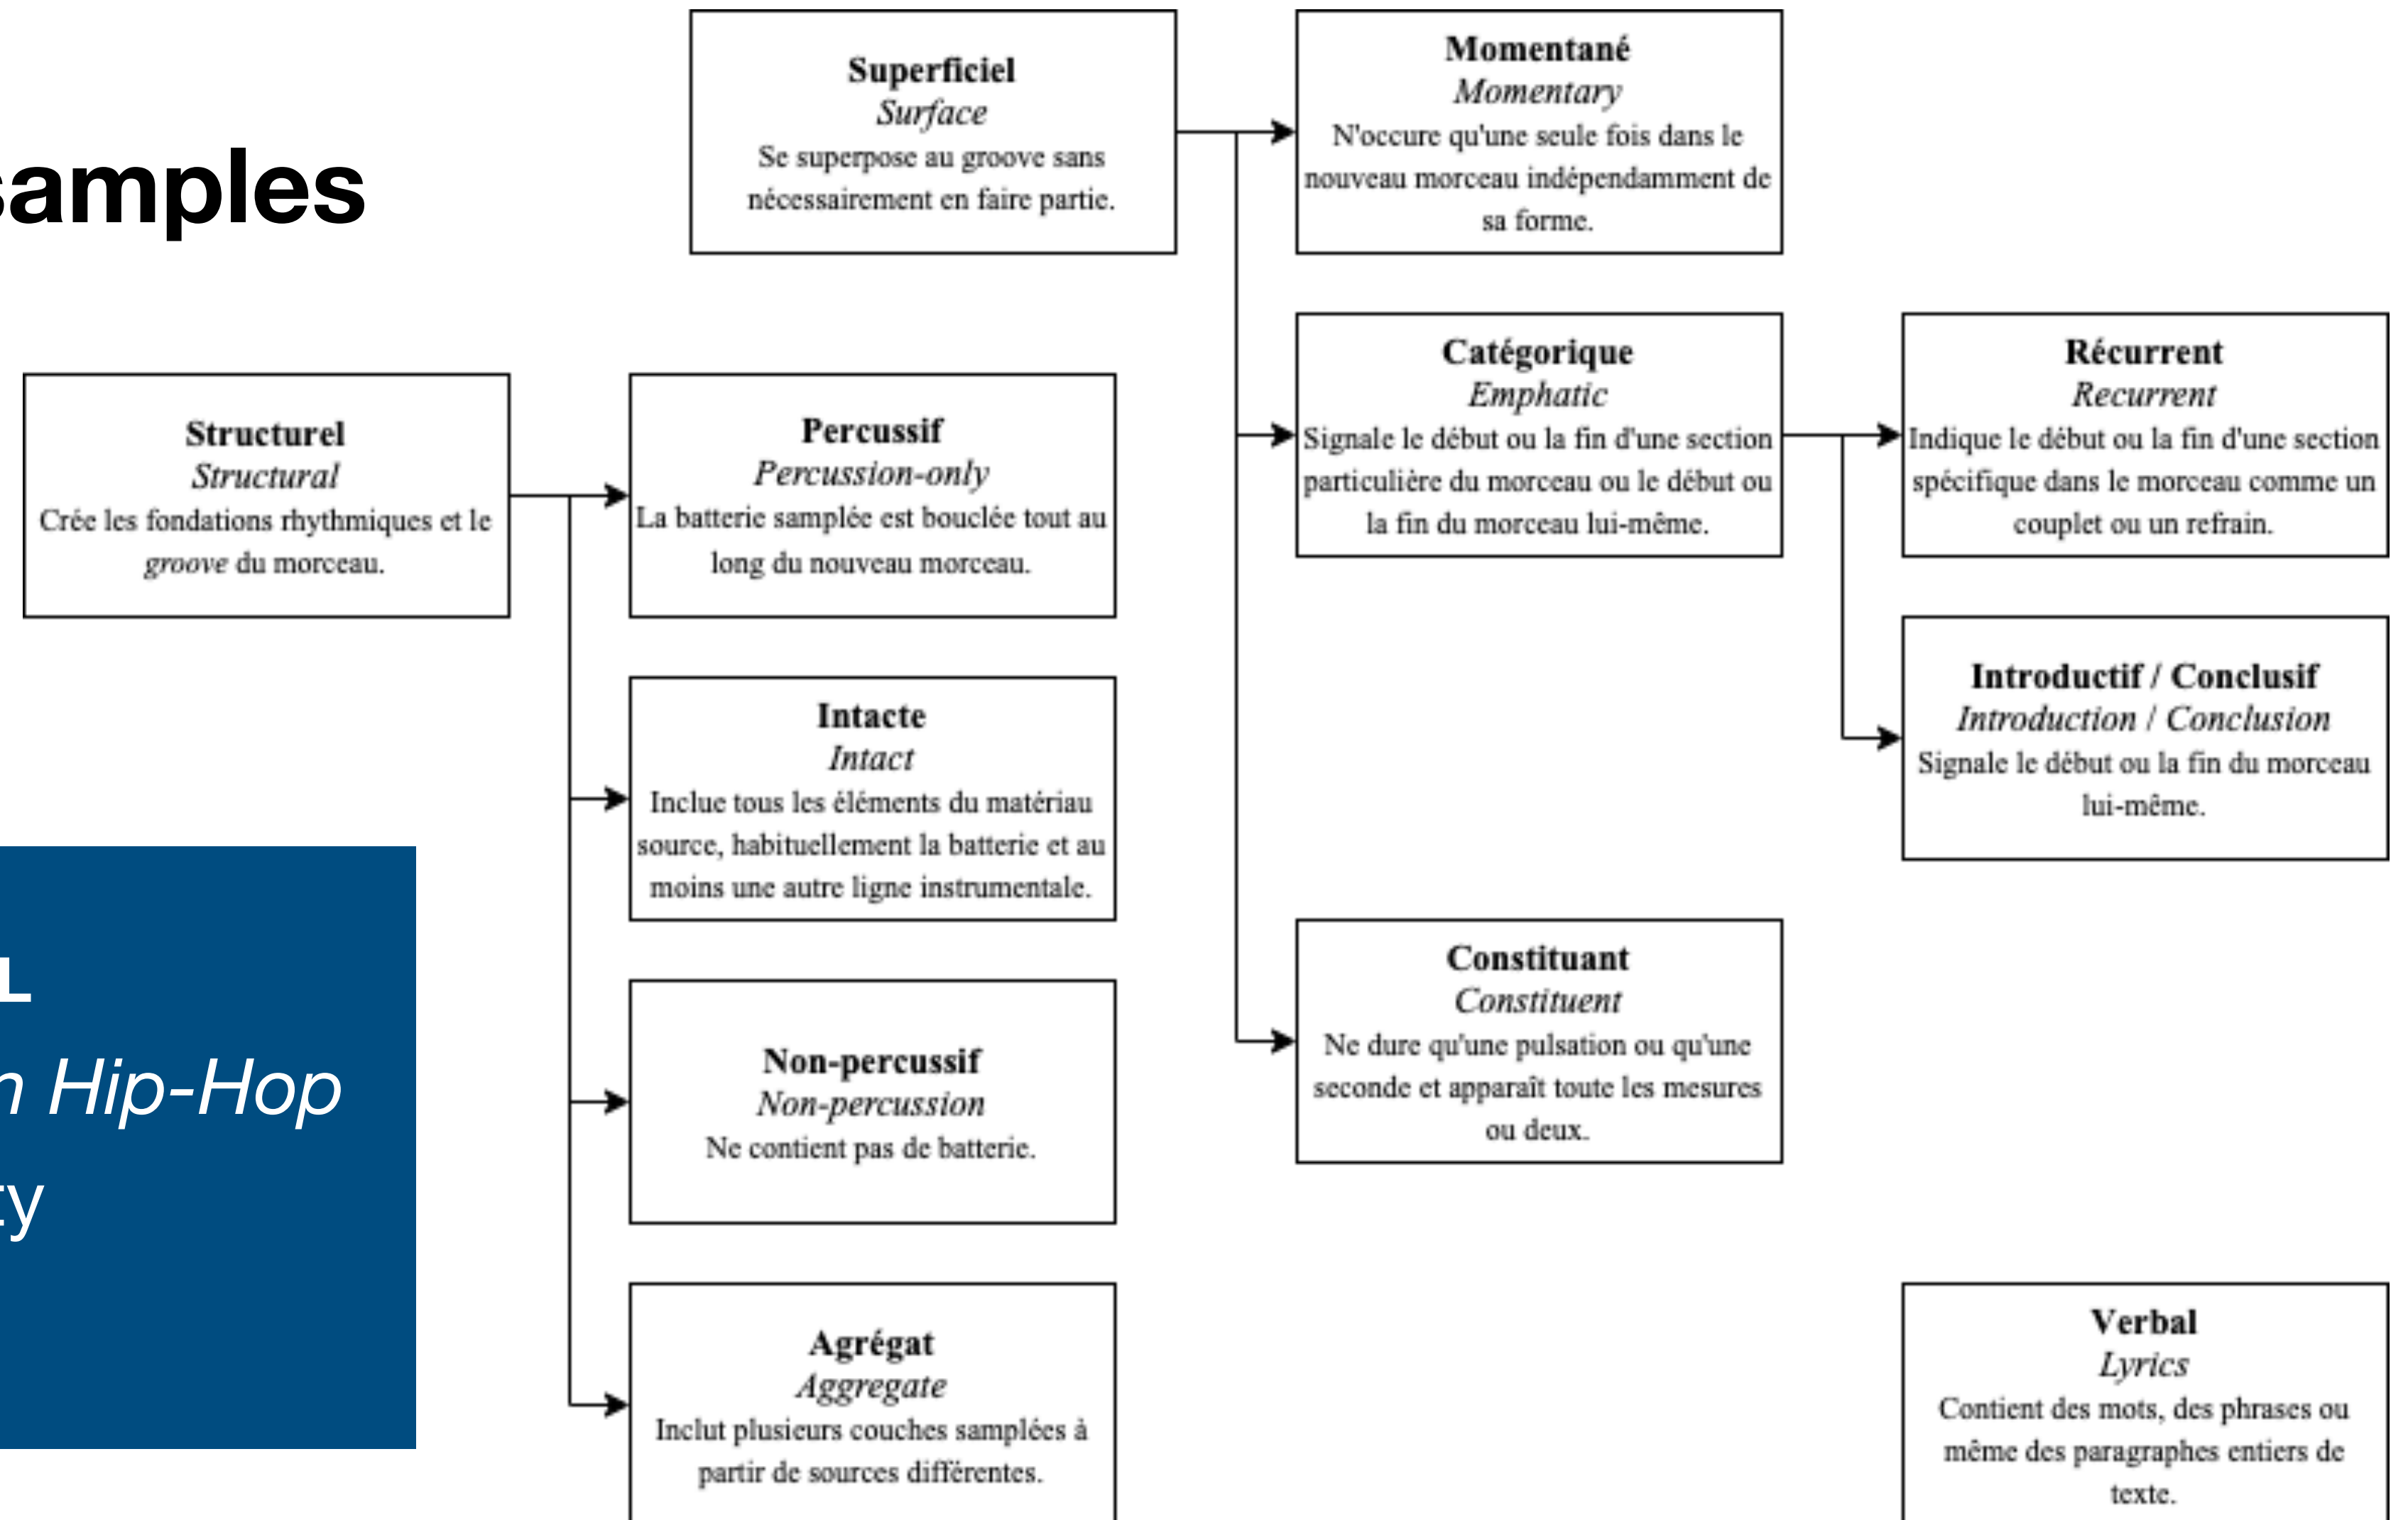 samples
Superficiel
Surface
Se superpose au groove sans
nécessairement en faire partie.
Momentané
Momentary
N'occure qu'une seule fois dans le
nouveau morceau indépendamment de
sa forme.
Structurel
Structural
Crée les fondations rhythmiques et le
groove du morceau.
Percussif
Percussion-only
La batterie samplée est bouclée tout au
long du nouveau morceau.
Catégorique
Emphatic
Signale le début ou la fin d'une section
particulière du morceau ou le début ou
la fin du morceau lui-même.
Récurrent
Recurrent
Indique le début ou la fin d'une section
spécifique dans le morceau comme un
couplet ou un refrain.
Intacte
Intact
Inclue tous les éléments du matériau
source, habituellement la batterie et au
moins une autre ligne instrumentale.
Introductif / Conclusif
Introduction / Conclusion
Signale le début ou la fin du morceau
lui-même.
L
n Hip-Hop
ty
Non-percussif
Non-percussion
Ne contient pas de batterie.
Constituant
Constituent
Ne dure qu'une pulsation ou qu'une
seconde et apparaît toute les mesures
ou deux.
Agrégat
Aggregate
Inclut plusieurs couches samplées à
partir de sources différentes.
Verbal
Lyrics
Contient des mots, des phrases ou
même des paragraphes entiers de
texte.